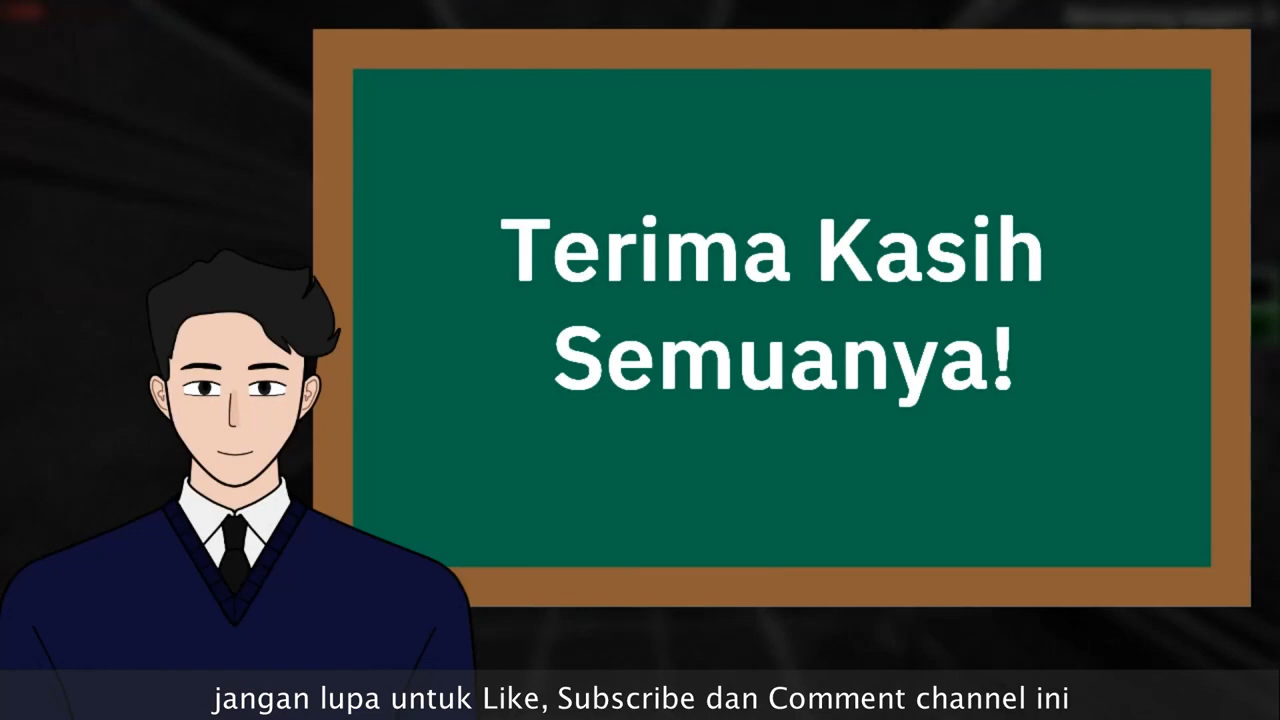 Terima Kasih
Semuanya!
jangan lupa untuk Like, Subscribe dan Comment channel ini